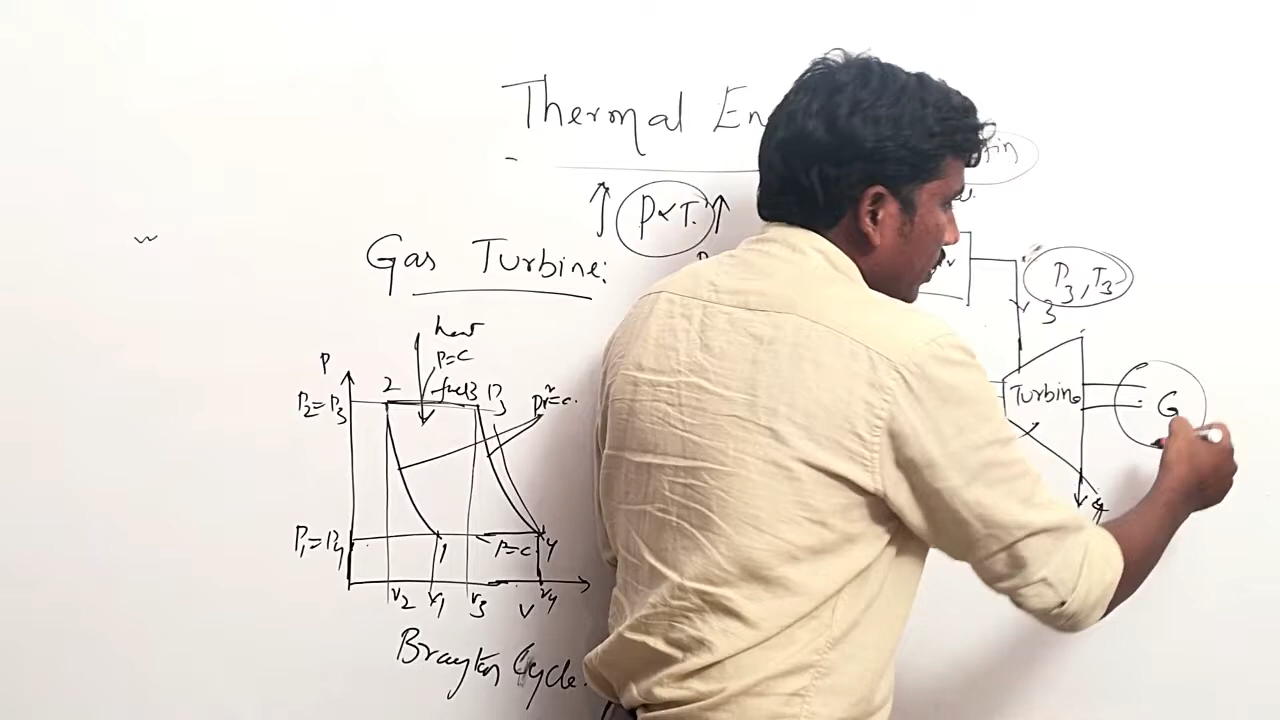 Thermal En
P&T.
Gas Turbine:
heat
P=C
P
2
3
P3
P2=P3
P3, T3
3
Turbine
G
4
P1=P4
1
P=C
4
V2
V1
V3
V
V4
Brayton Cycle.